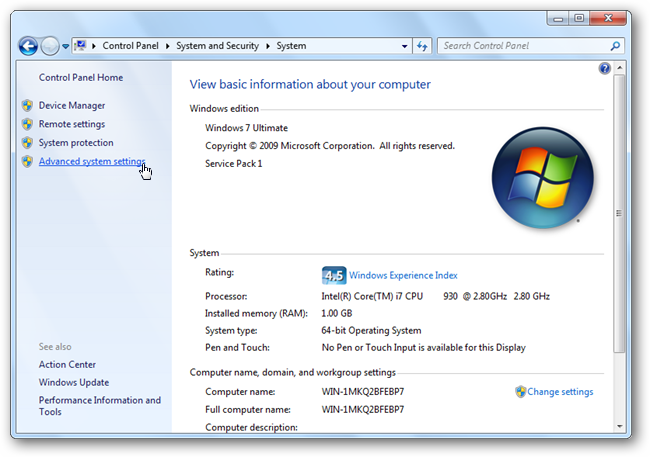 Control Panel System and Security System
Search Control Panel
Control Panel Home
Device Manager
Remote settings
System protection
Advanced system settings
See also
Action Center
Windows Update
Performance Information and
Tools
View basic information about your computer
Windows edition
Windows 7 Ultimate
Copyright © 2009 Microsoft Corporation. All rights reserved.
Service Pack 1
System
Rating: 4,5 Windows Experience Index
Processor: Intel(R) Core(TM) i7 CPU 930 @ 2.80GHz 2.80 GHz
Installed memory (RAM): 1.00 GB
System type: 64-bit Operating System
Pen and Touch: No Pen or Touch Input is available for this Display
Computer name, domain, and workgroup settings
Computer name: WIN-1MKQ2BFEBP7 Change settings
Full computer name: WIN-1MKQ2BFEBP7
Computer description: